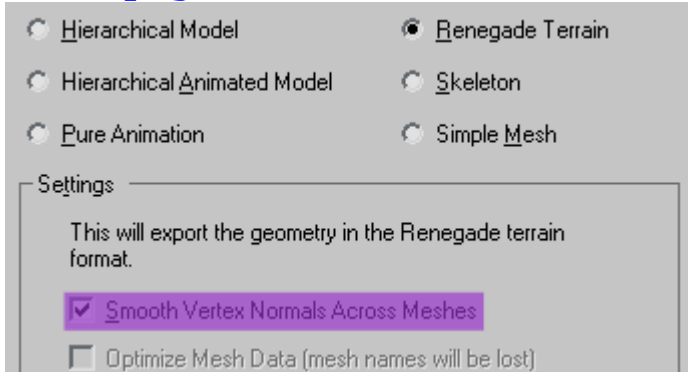 Hierarchical Model
Renegade Terrain
Hierarchical Animated Model
Skeleton
Pure Animation
Simple Mesh
Settings
This will export the geometry in the Renegade terrain
format.
Smooth Vertex Normals Across Meshes
Optimize Mesh Data (mesh names will be lost)